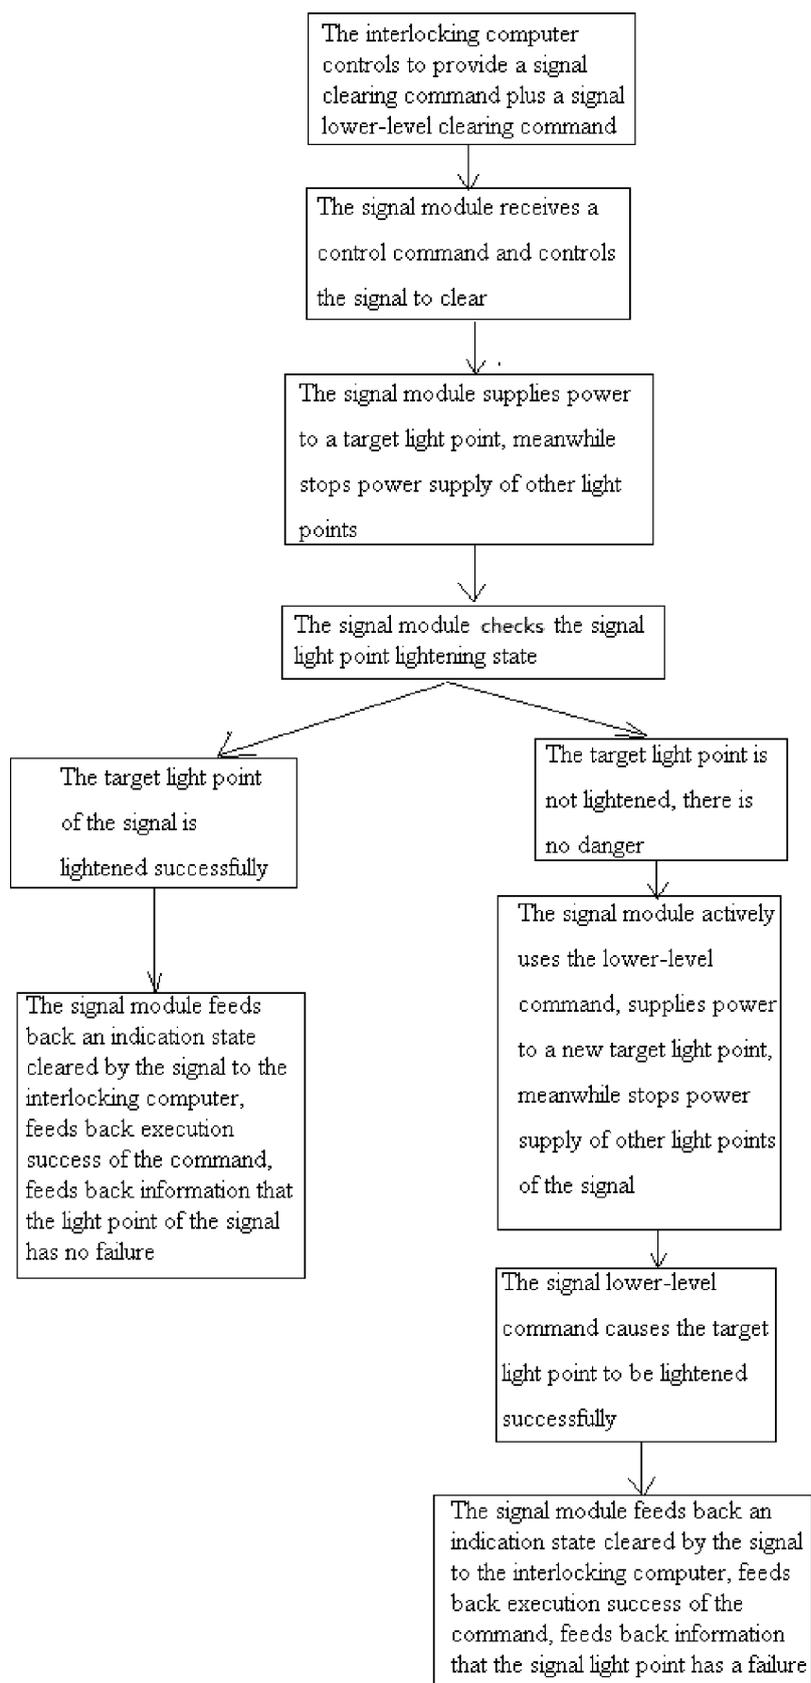 The interlocking computer
controls to provide a signal
clearing command plus a signal
lower-level clearing command
The signal module receives a
control command and controls
the signal to clear
The signal module supplies power
to a target light point, meanwhile
stops power supply of other light
points
The signal module checks the signal
light point lightening state
The target light point
of the signal is
lightened successfully
The signal module feeds
back an indication state
cleared by the signal to the
interlocking computer,
feeds back execution
success of the command,
feeds back information that
the light point of the signal
has no failure
The target light point is
not lightened, there is
no danger
The signal module actively
uses the lower-level
command, supplies power
to a new target light point,
meanwhile stops power
supply of other light points
of the signal
The signal lower-level
command causes the target
light point to be lightened
successfully
The signal module feeds back an
indication state cleared by the signal
to the interlocking computer, feeds
back execution success of the
command, feeds back information
that the signal light point has a failure